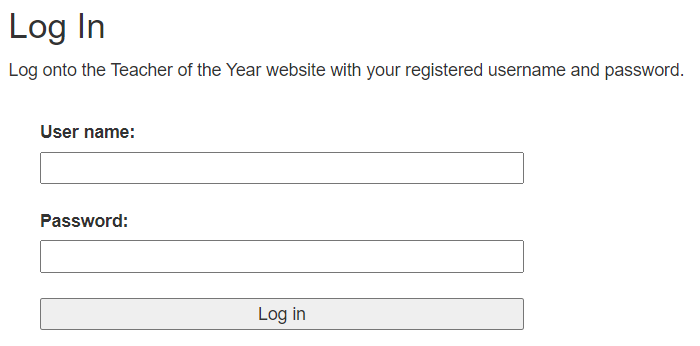 Log In
Log onto the Teacher of the Year website with your registered username and password.
User name:
Password:
Log in